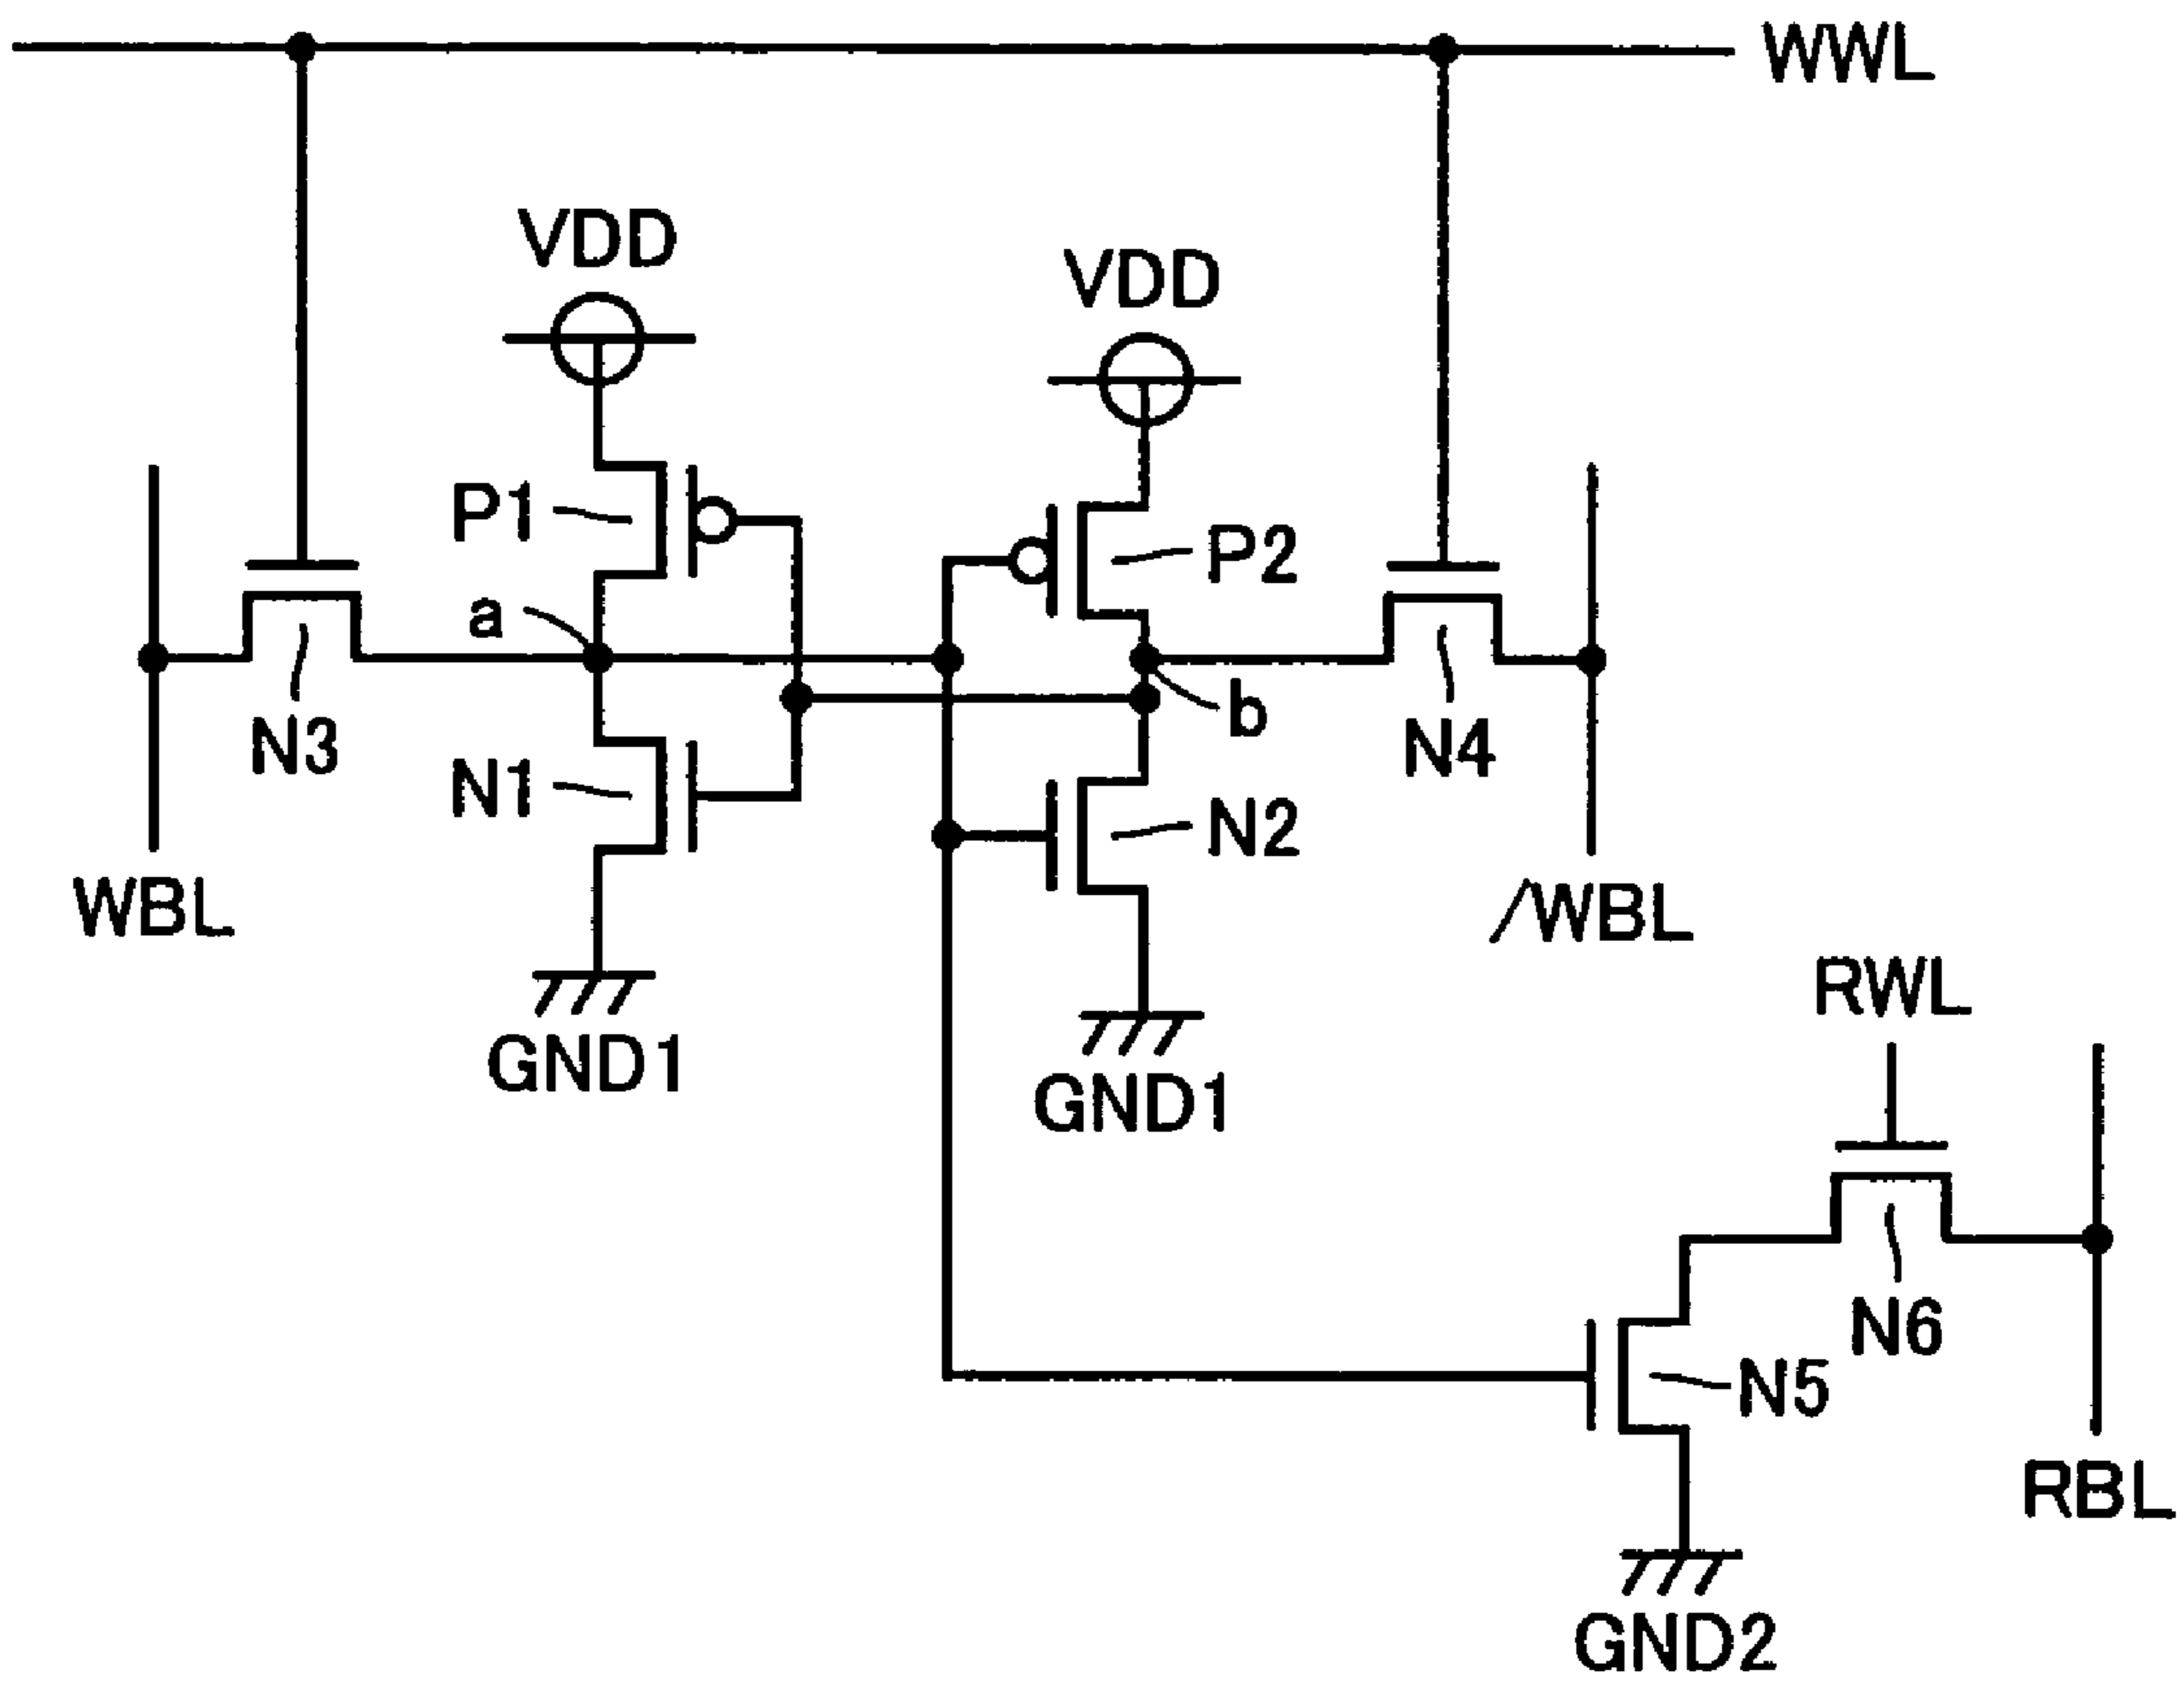 WWL
VDD
VDD
P1
P2
a
b
N3
N4
N1
N2
WBL
/WBL
RWL
GND1
GND1
N6
N5
RBL
GND2